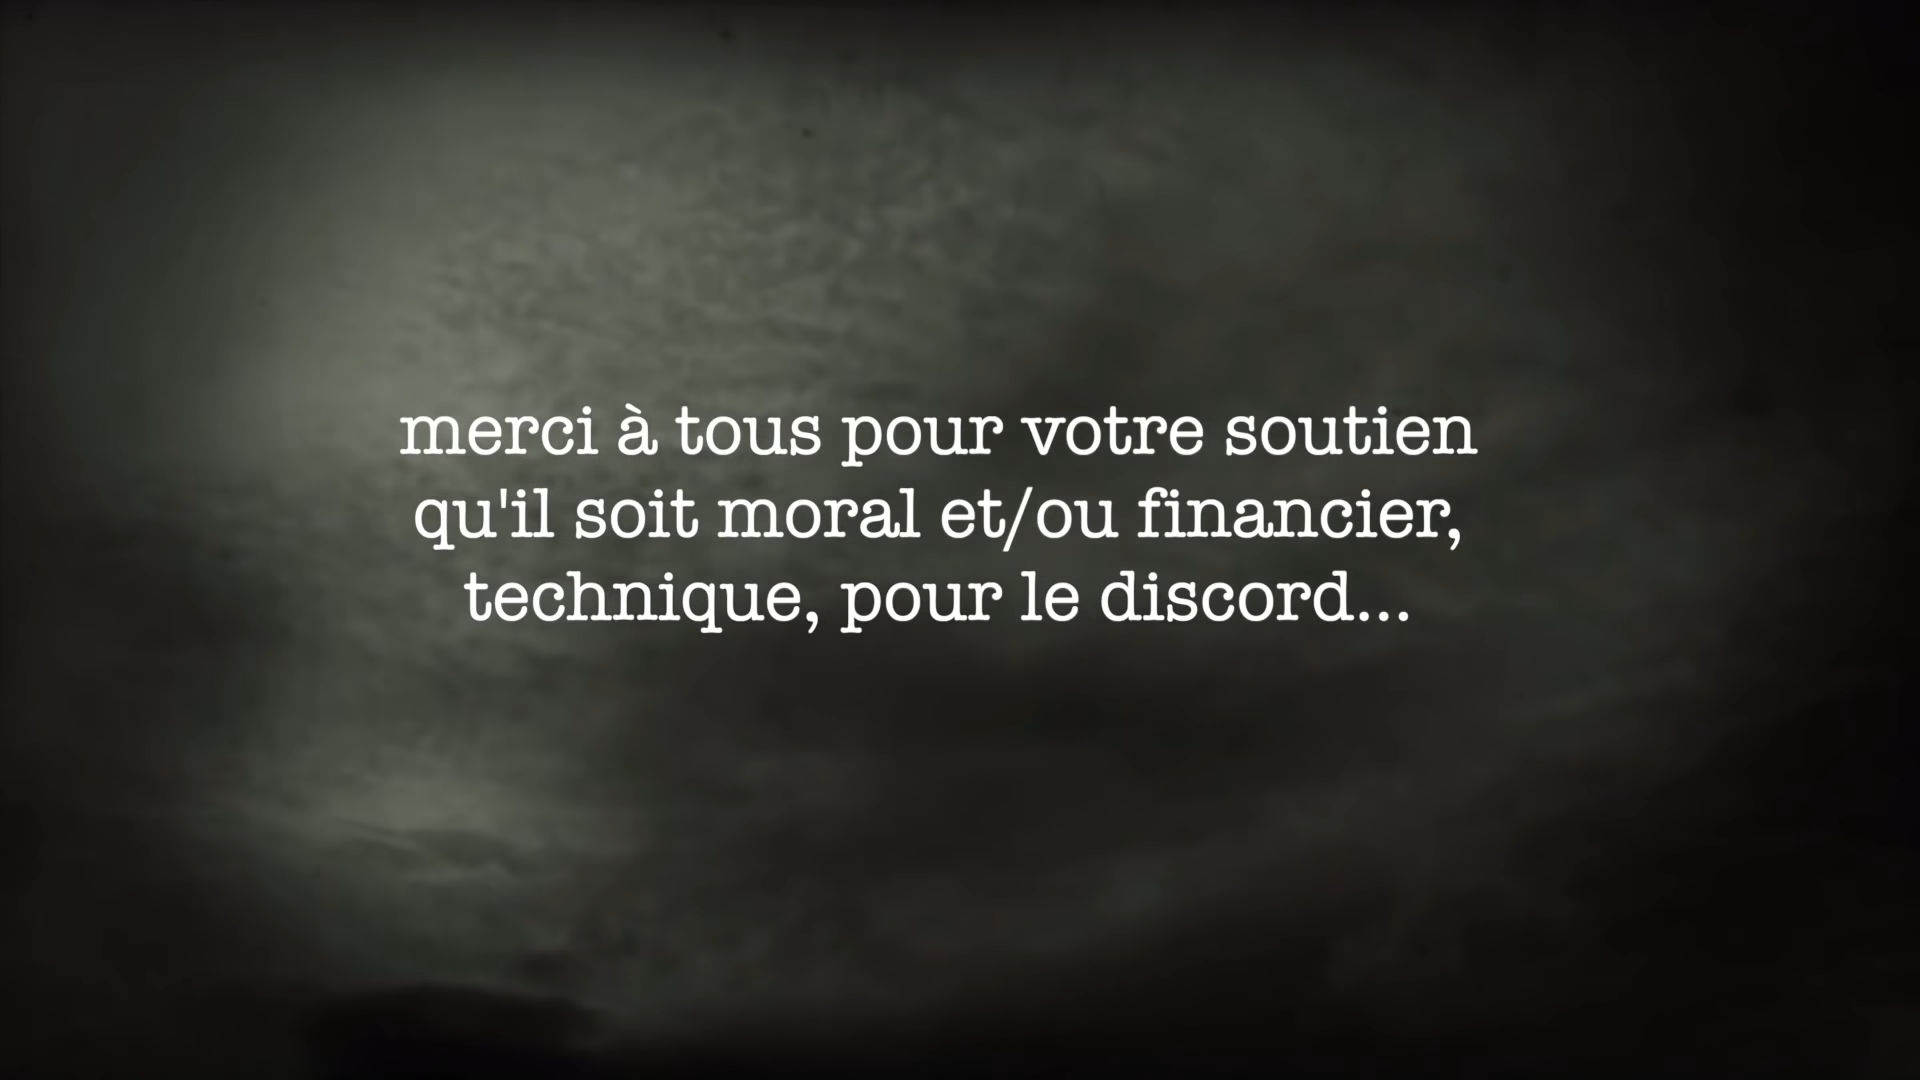 merci à tous pour votre soutien
qu'il soit moral et/ou financier,
technique, pour le discord...